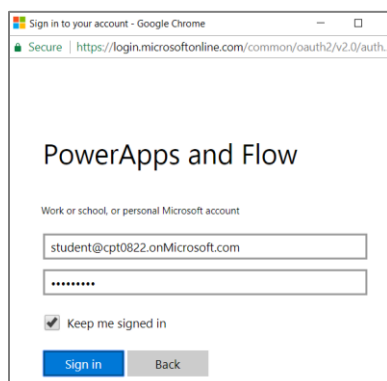 Sign in to your account - Google Chrome
Secure | https://login.microsoftonline.com/common/oauth2/v2.0/auth.
PowerApps and Flow
Work or school, or personal Microsoft account
student@cpt0822.onMicrosoft.com
•••••••••
Keep me signed in
Sign in Back